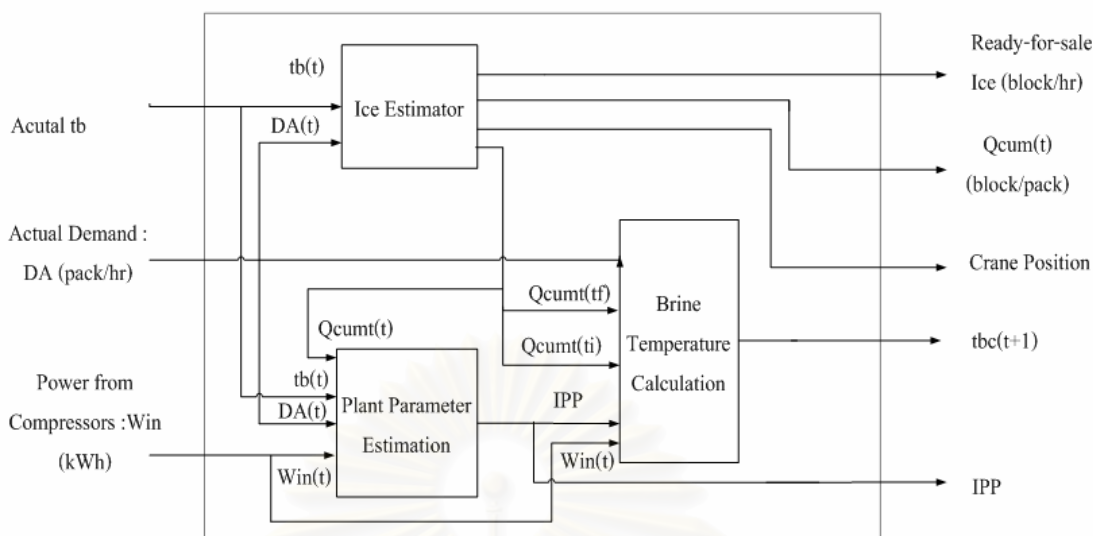 Ready-for-sale
Ice (block/hr)
tb(t)
Ice Estimator
Acutal tb
DA(t)
Qcum(t)
(block/pack)
Actual Demand :
DA (pack/hr)
Crane Position
Qcumt(tf)
Brine
Temperature
Calculation
Qcumt(t)
Qcumt(ti)
tbc(t+1)
Power from
Compressors :Win
(kWh)
tb(t)
DA(t)
Plant Parameter
Estimation
IPP
Win(t)
Win(t)
IPP